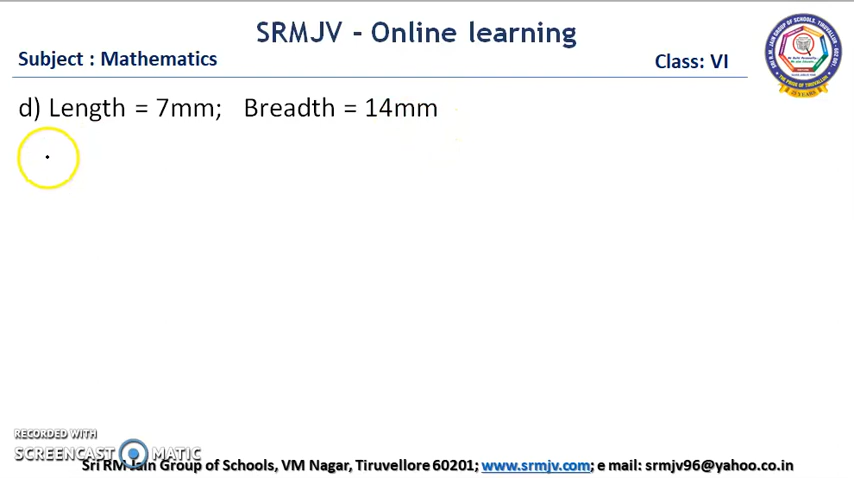 SRMJV - Online learning
Subject : Mathematics
Class: VI
d) Length = 7mm; Breadth = 14mm
RECORDED WITH
SCREENCAST MATIC
Sri RM Jain Group of Schools, VM Nagar, Tiruvellore 60201; www.srmjv.com; e mail: srmjv96@yahoo.co.in